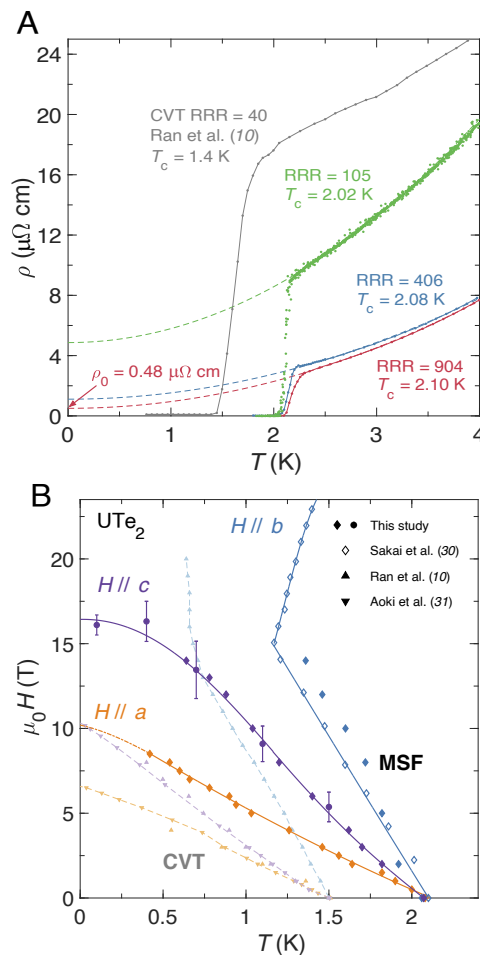 A
24
20
16
12
8
4
0
ρ (μΩ cm)
CVT RRR = 40
Ran et al. (10)
Tc = 1.4 K
RRR = 105
Tc = 2.02 K
RRR = 406
Tc = 2.08 K
ρ0 = 0.48 μΩ cm
RRR = 904
Tc = 2.10 K
0 1 2 3 4
T (K)
B
UTe2
H // b
This study
Sakai et al. (30)
Ran et al. (10)
Aoki et al. (31)
H // c
H // a
MSF
CVT
20
15
10
5
0
μ0H (T)
0 0.5 1 1.5 2
T (K)